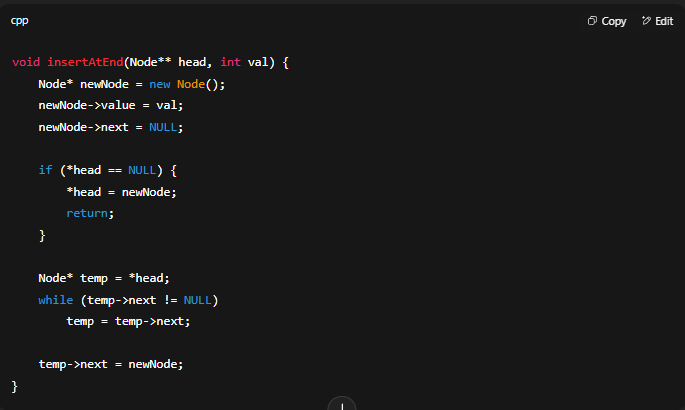 cpp
Copy Edit
void insertAtEnd(Node** head, int val) {
    Node* newNode = new Node();
    newNode->value = val;
    newNode->next = NULL;

    if (*head == NULL) {
        *head = newNode;
        return;
    }

    Node* temp = *head;
    while (temp->next != NULL)
        temp = temp->next;

    temp->next = newNode;
}